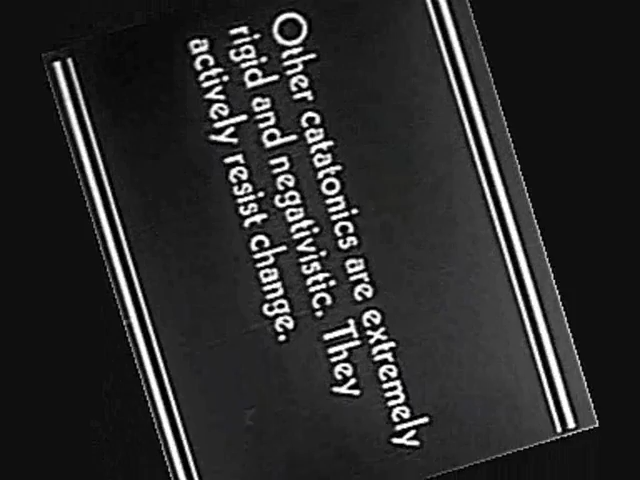 Other catatonics are extremely
rigid and negativistic. They
actively resist change.